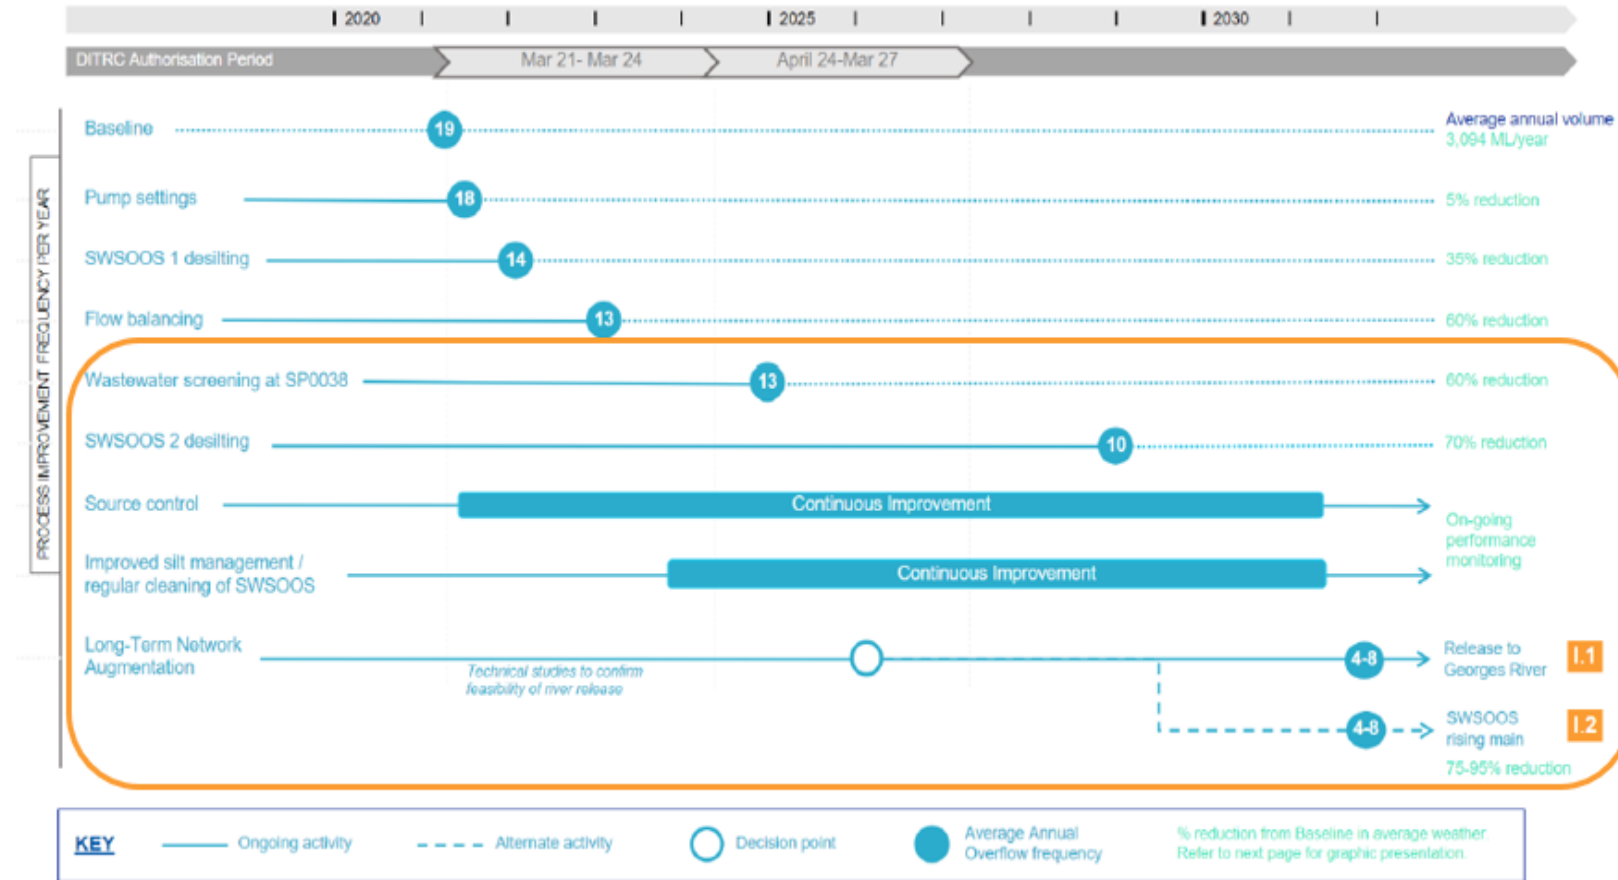 2020 2025 2030
DITRC Authorisation Period Mar 21- Mar 24 April 24-Mar 27
PROCESS IMPROVEMENT FREQUENCY PER YEAR
Baseline 19 Average annual volume
3,094 ML/year
Pump settings 18 5% reduction
SWSOOS 1 desilting 14 35% reduction
Flow balancing 13 60% reduction
Wastewater screening at SP0038 13 60% reduction
SWSOOS 2 desilting 10 70% reduction
Source control Continuous Improvement
On-going
performance
monitoring
Improved silt management /
regular cleaning of SWSOOS
Continuous Improvement
Long-Term Network
Augmentation
Technical studies to confirm
feasibility of river release
4-8 Release to
Georges River
I.1
4-8 SWSOOS
rising main
I.2
75-95% reduction
KEY Ongoing activity Alternate activity Decision point Average Annual
Overflow frequency
% reduction from Baseline in average weather.
Refer to next page for graphic presentation.